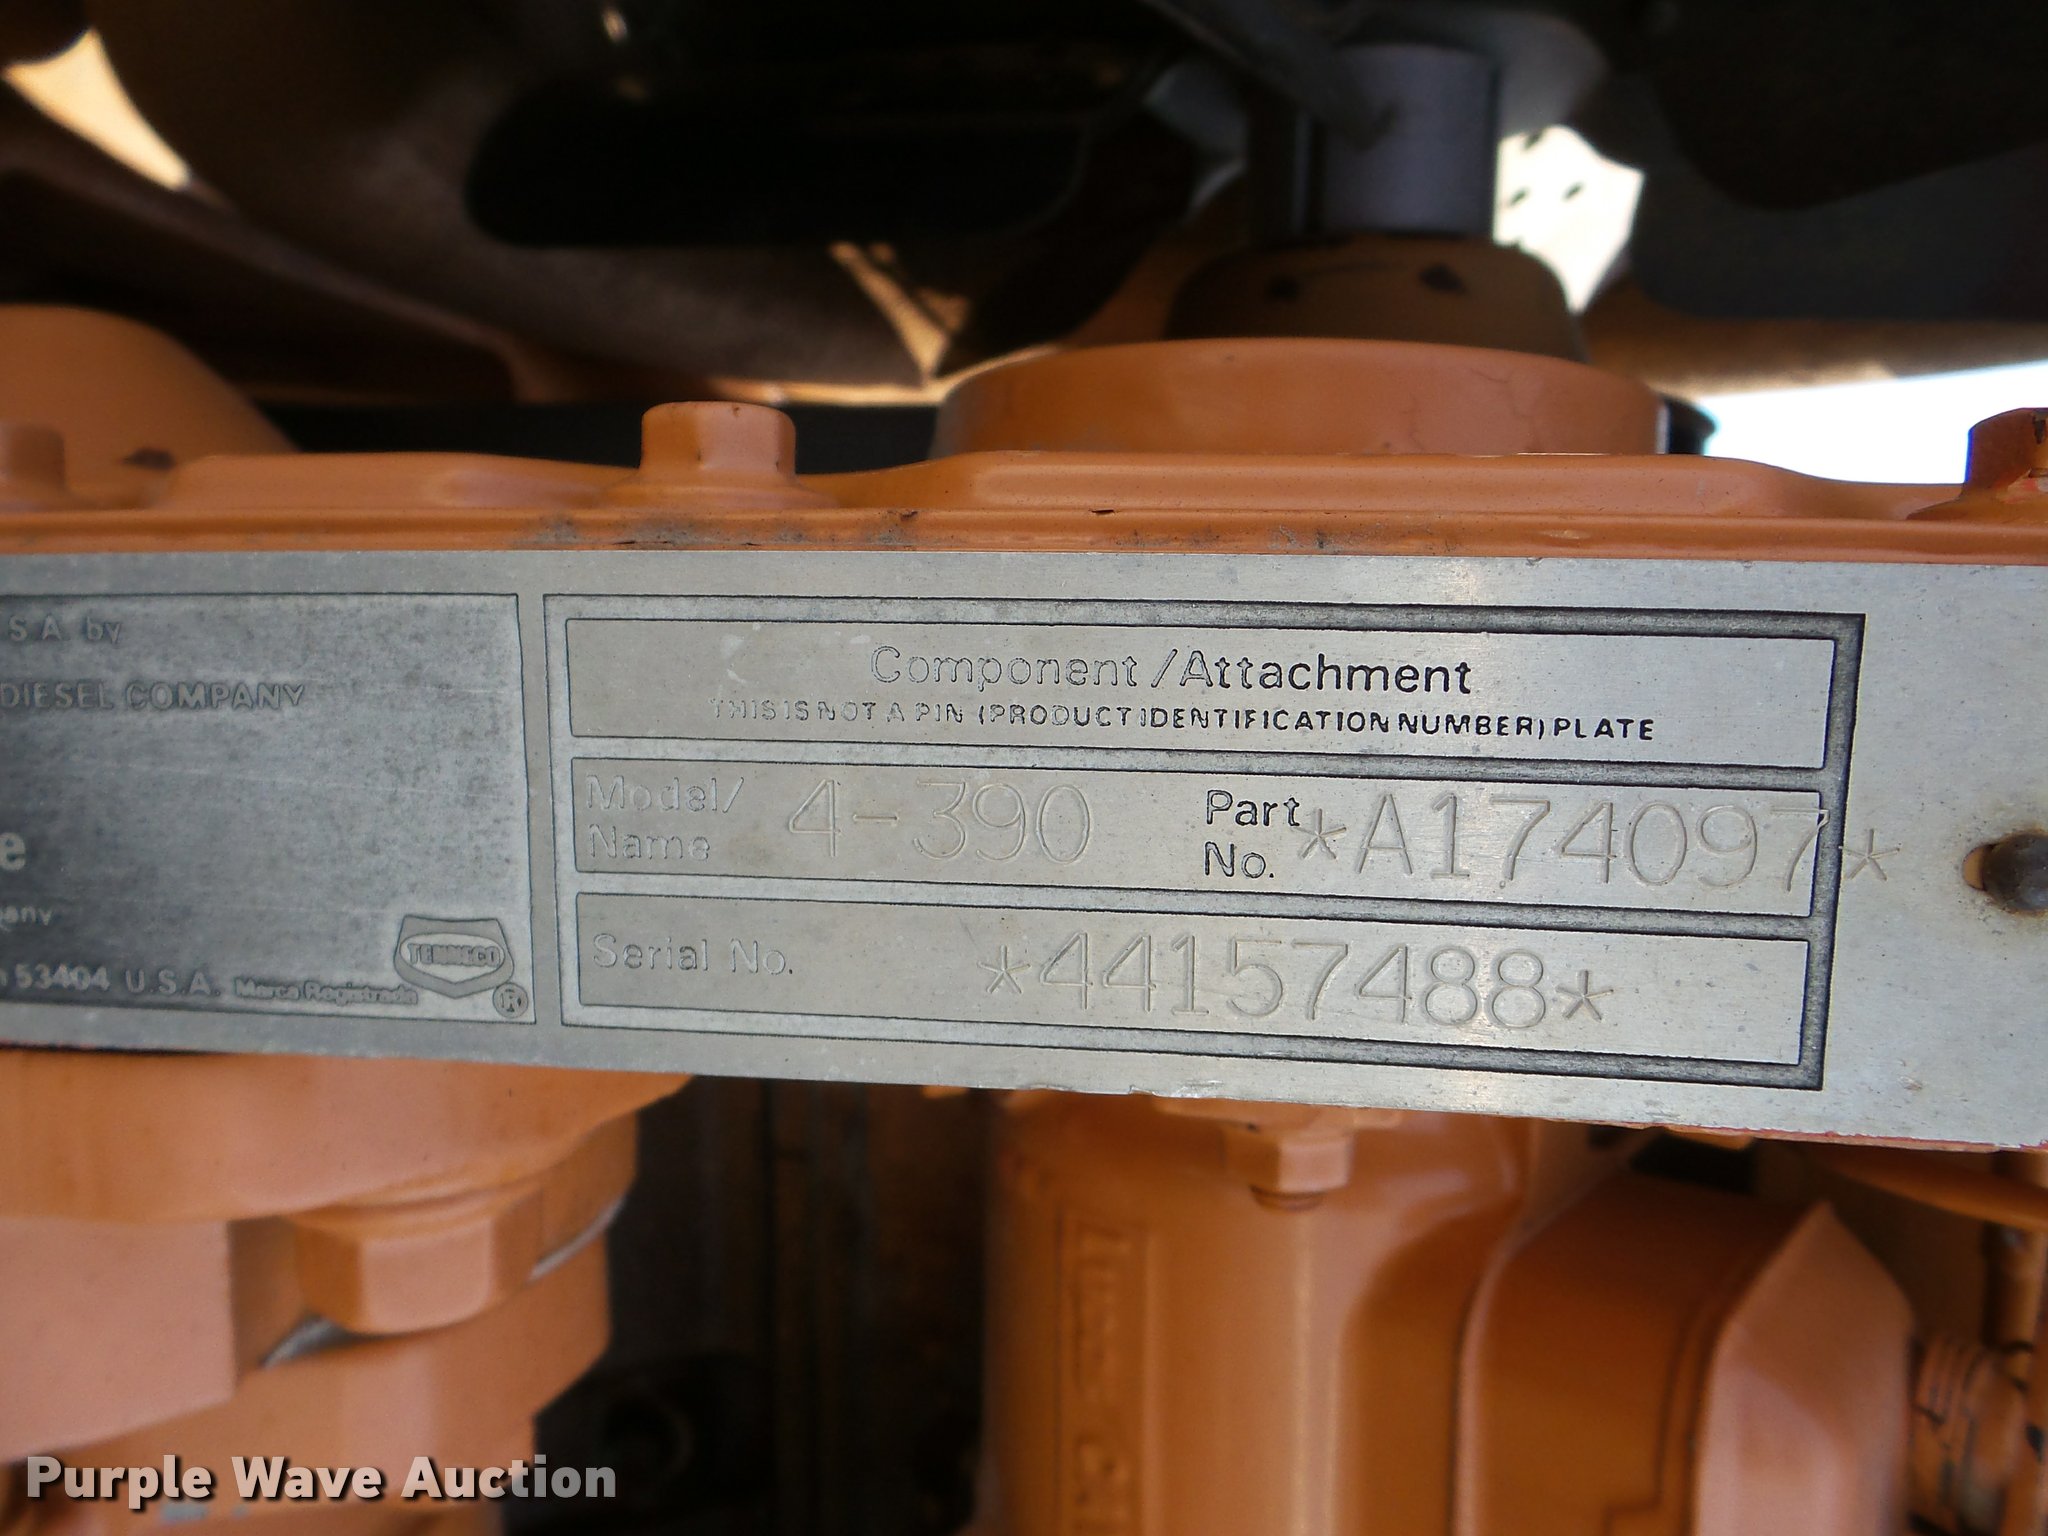 S.A. by
DIESEL COMPANY
e
any
53404 U.S.A. Marca Registrada
TENNECO
®
Component/Attachment
THIS IS NOT A PIN (PRODUCT IDENTIFICATION NUMBER) PLATE
Model/ Name 4-390 Part No. *A174097*
Serial No. *44157488*
Purple Wave Auction